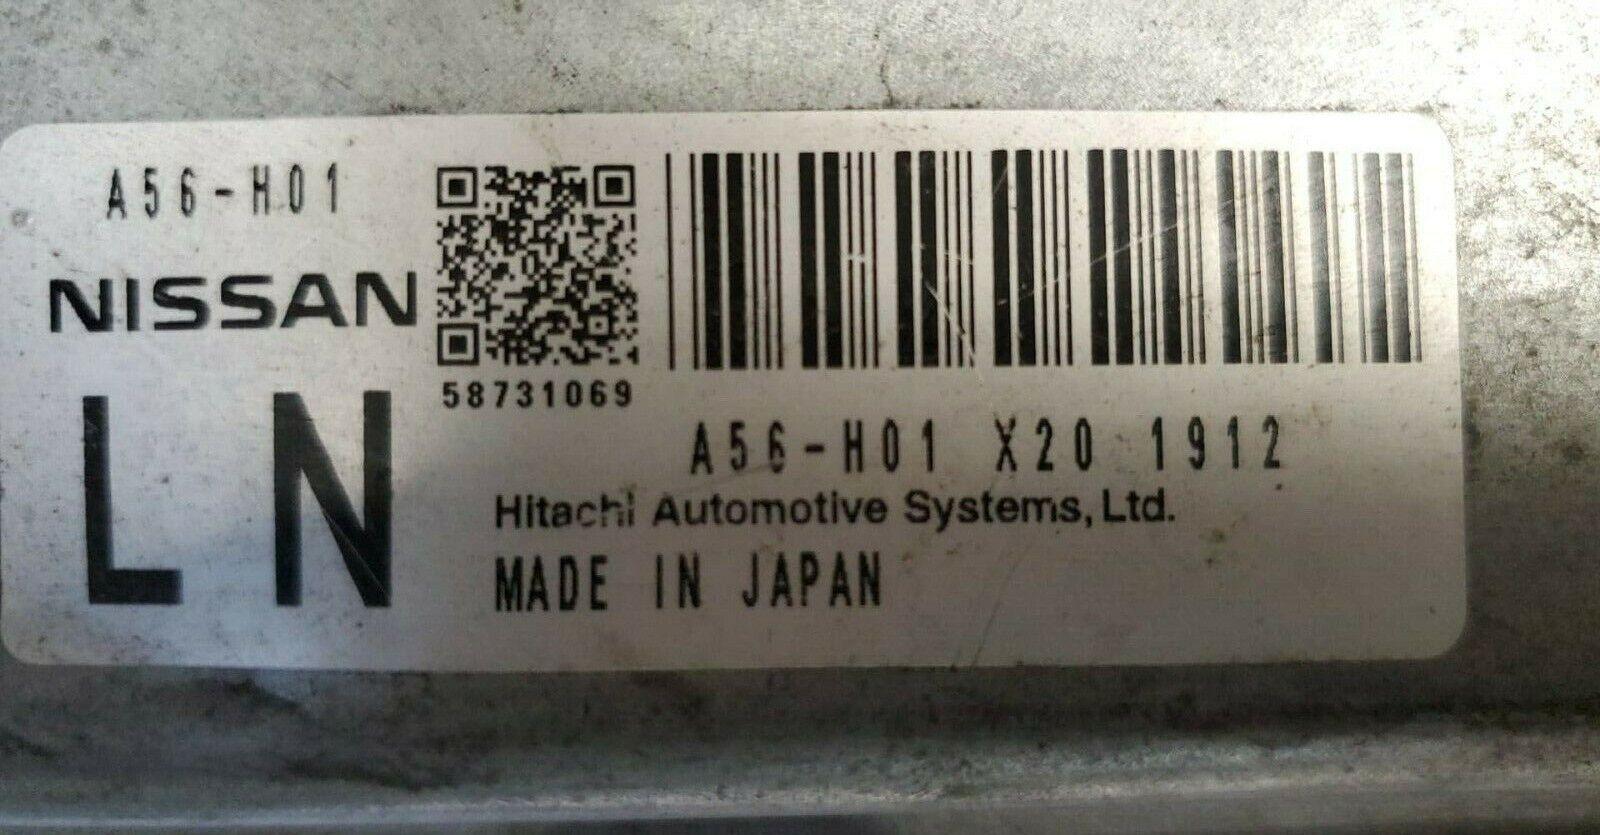 A56-H01
NISSAN
LN
58731069
A56-H01 X20 1912
Hitachi Automotive Systems, Ltd.
MADE IN JAPAN